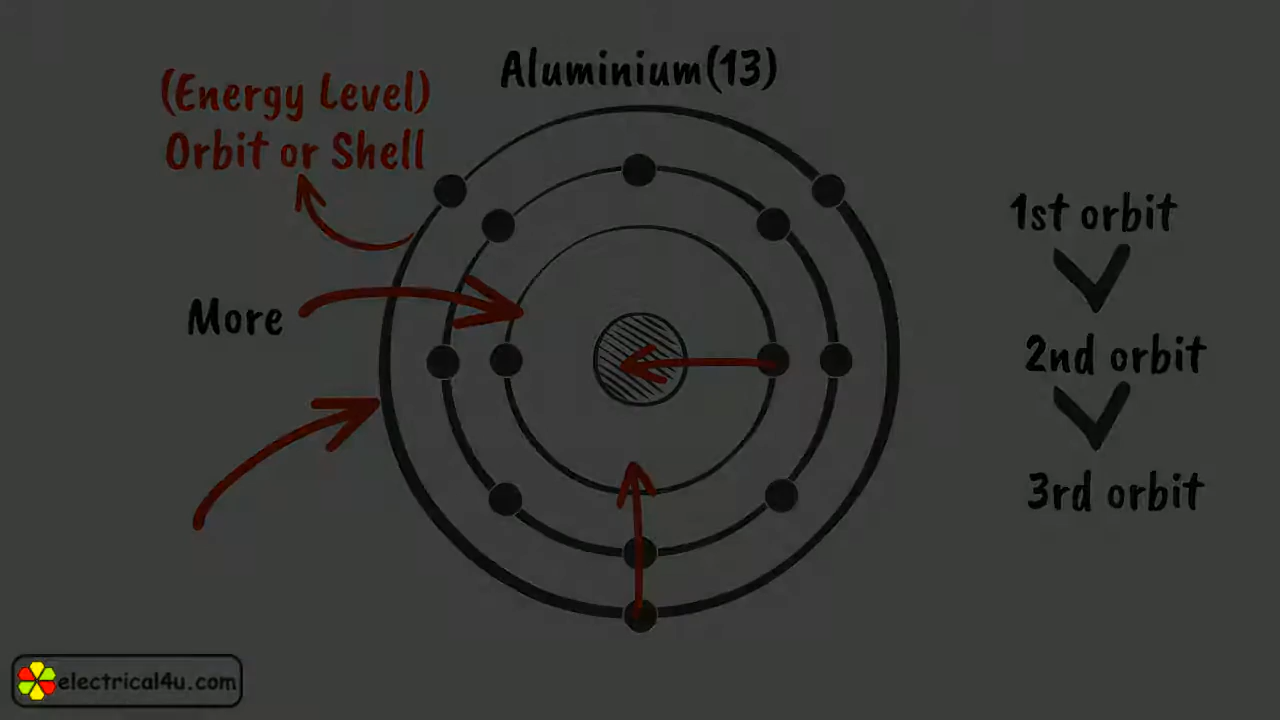 Aluminium(13)
(Energy Level)
Orbit or Shell
More
1st orbit
2nd orbit
3rd orbit
electrical4u.com